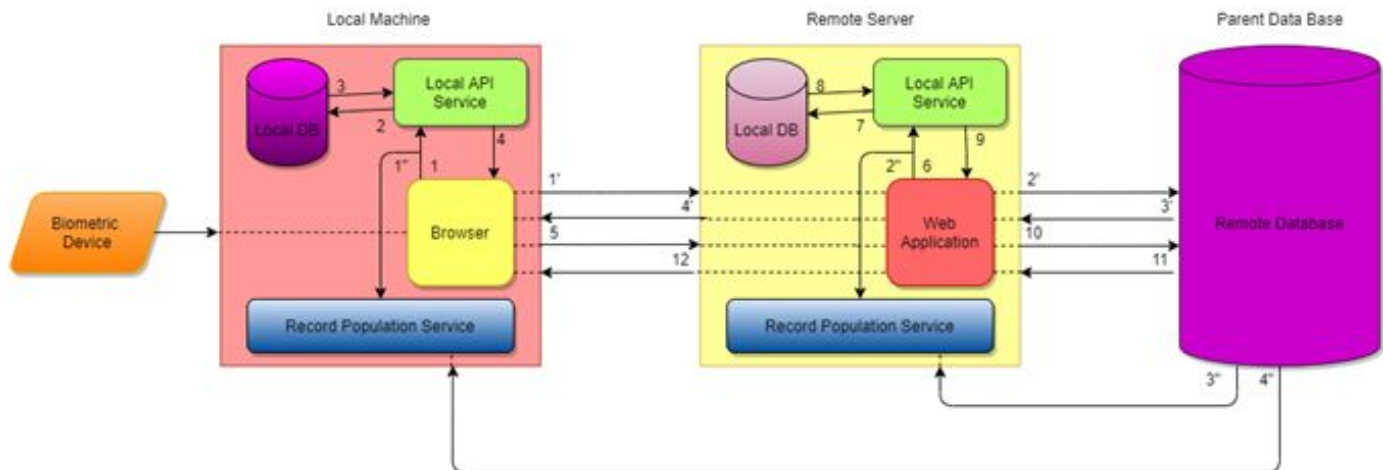 Local Machine
Remote Server
Parent Data Base
Local DB
3
2
Local API
Service
1"
1
4
Biometric
Device
Browser
Record Population Service
1'
4'
5
12
Local DB
8
7
Local API
Service
2"
6
9
Web
Application
Record Population Service
2'
3'
10
11
Remote Database
3"
4"